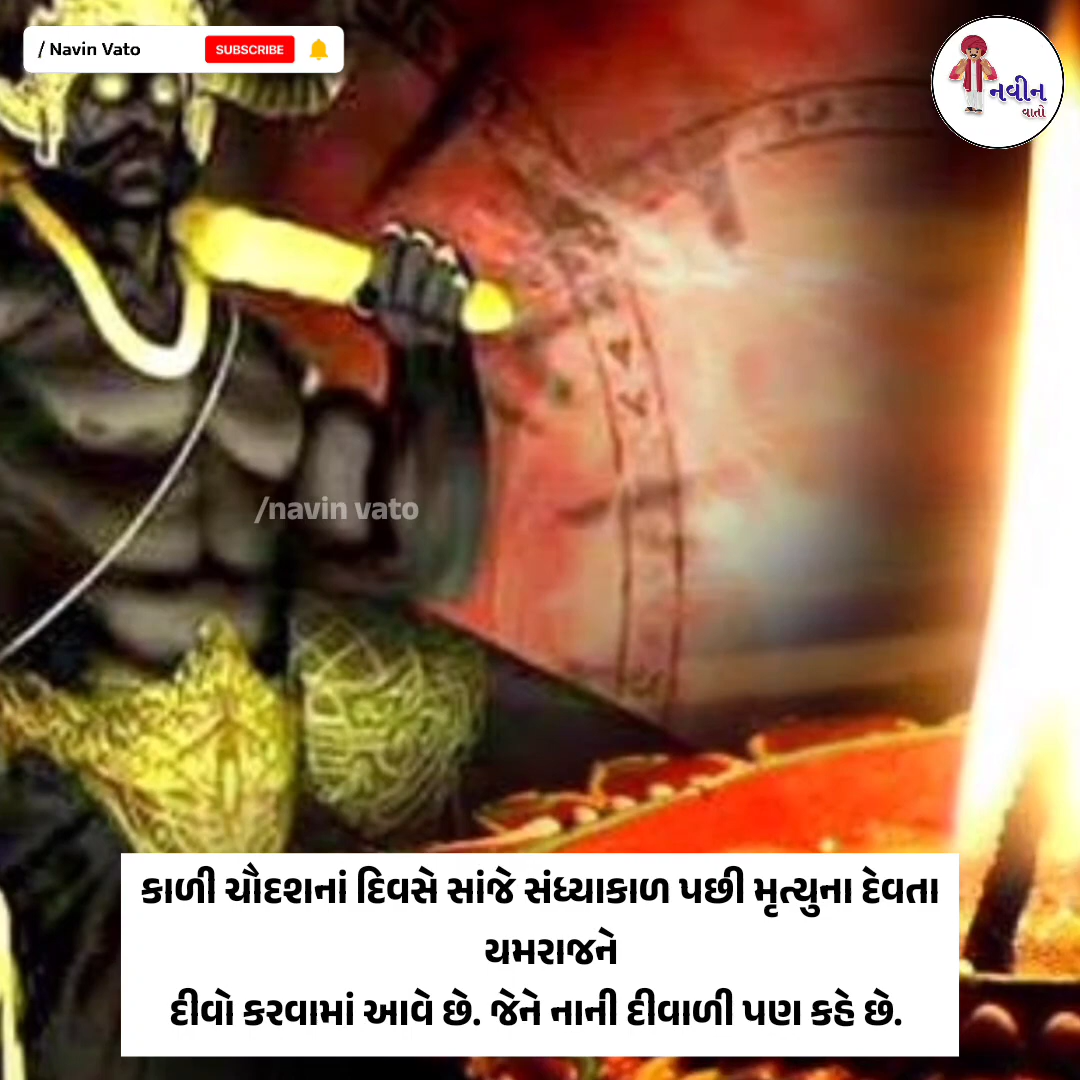 / Navin Vato
SUBSCRIBE
નવીન
વાતો
/navin vato
કાળી ચૌદશનાં દિવસે સાંજે સંધ્યાકાળ પછી મૃત્યુના દેવતા
યમરાજને
દીવો કરવામાં આવે છે. જેને નાની દીવાળી પણ કહે છે.